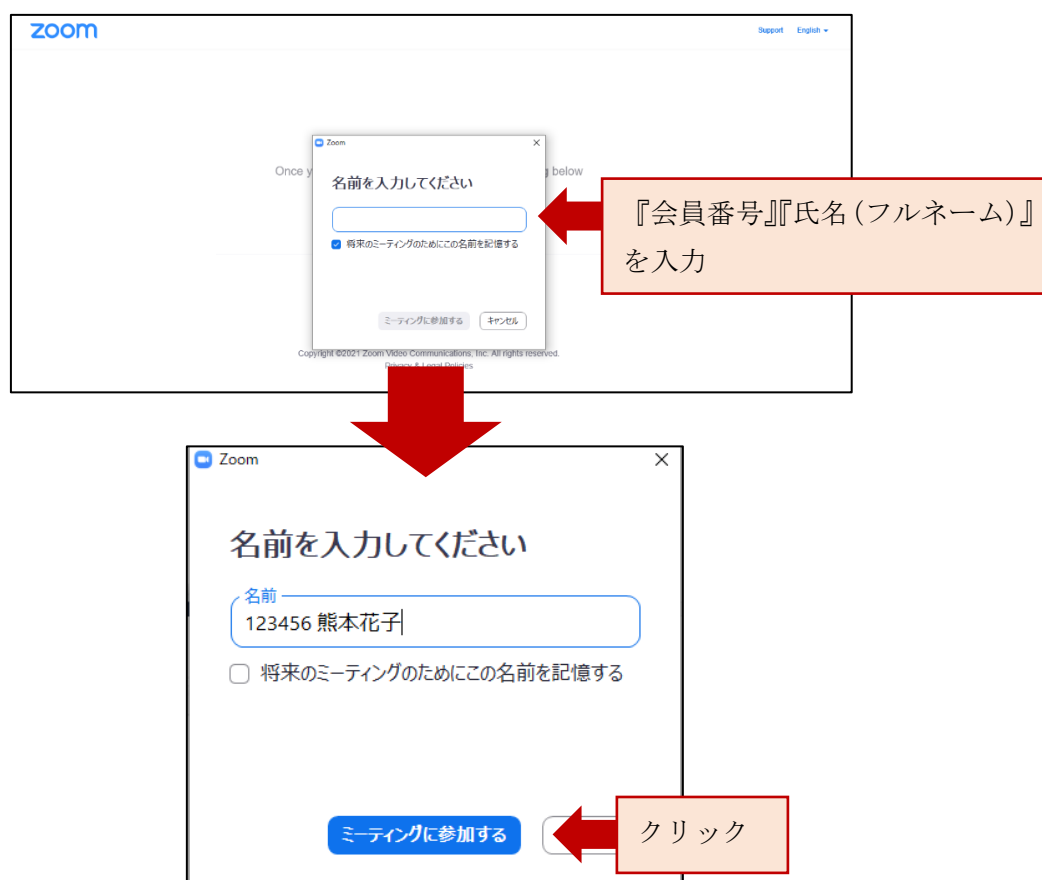 zoom
Support English
Zoom
Once y
g below
名前を入力してください
将来のミーティングのためにこの名前を記憶する
ミーティングに参加する キャンセル
『会員番号』『氏名(フルネーム)』
を入力
Copyright ©2021 Zoom Video Communications, Inc. All rights reserved.
Privacy & Legal Policies
Zoom
名前を入力してください
名前
123456 熊本花子
将来のミーティングのためにこの名前を記憶する
ミーティングに参加する
クリック